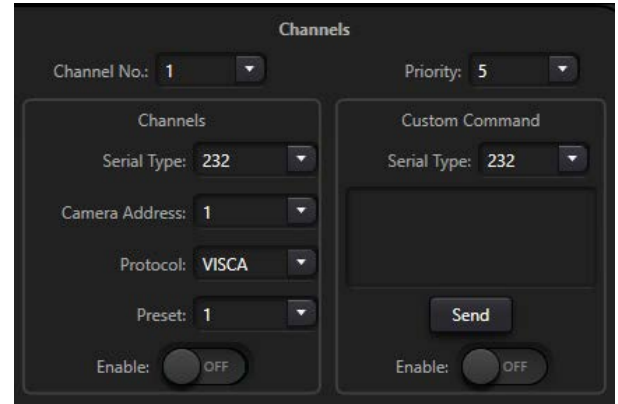 Channels
Channel No.: 1 Priority: 5
Channels
Serial Type: 232
Camera Address: 1
Protocol: VISCA
Preset: 1
Enable: OFF
Custom Command
Serial Type: 232
Send
Enable: OFF